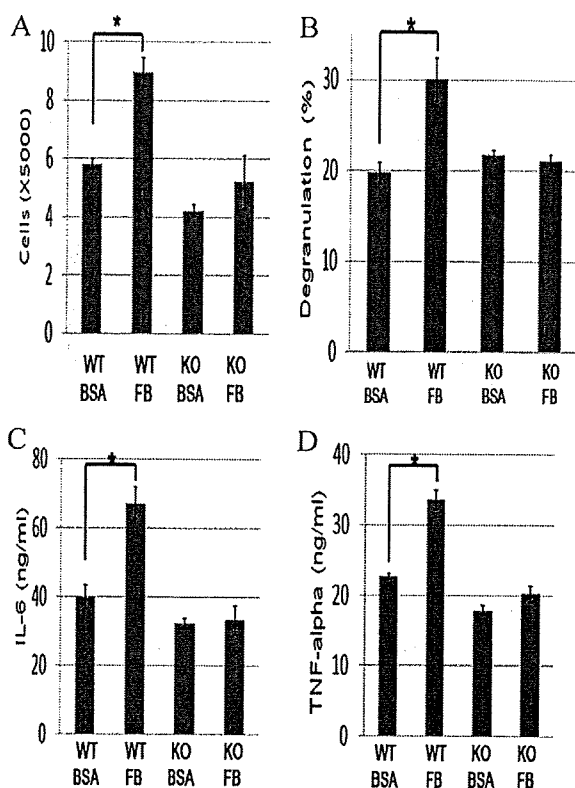 A
*
Cells (X5000)
10
8
6
4
2
0
WT WT KO KO
BSA FB BSA FB
B
*
Degranulation (%)
30
20
10
0
WT WT KO KO
BSA FB BSA FB
C
*
IL-6 (ng/ml)
80
60
40
20
0
WT WT KO KO
BSA FB BSA FB
D
*
TNF-alpha (ng/ml)
40
30
20
10
0
WT WT KO KO
BSA FB BSA FB